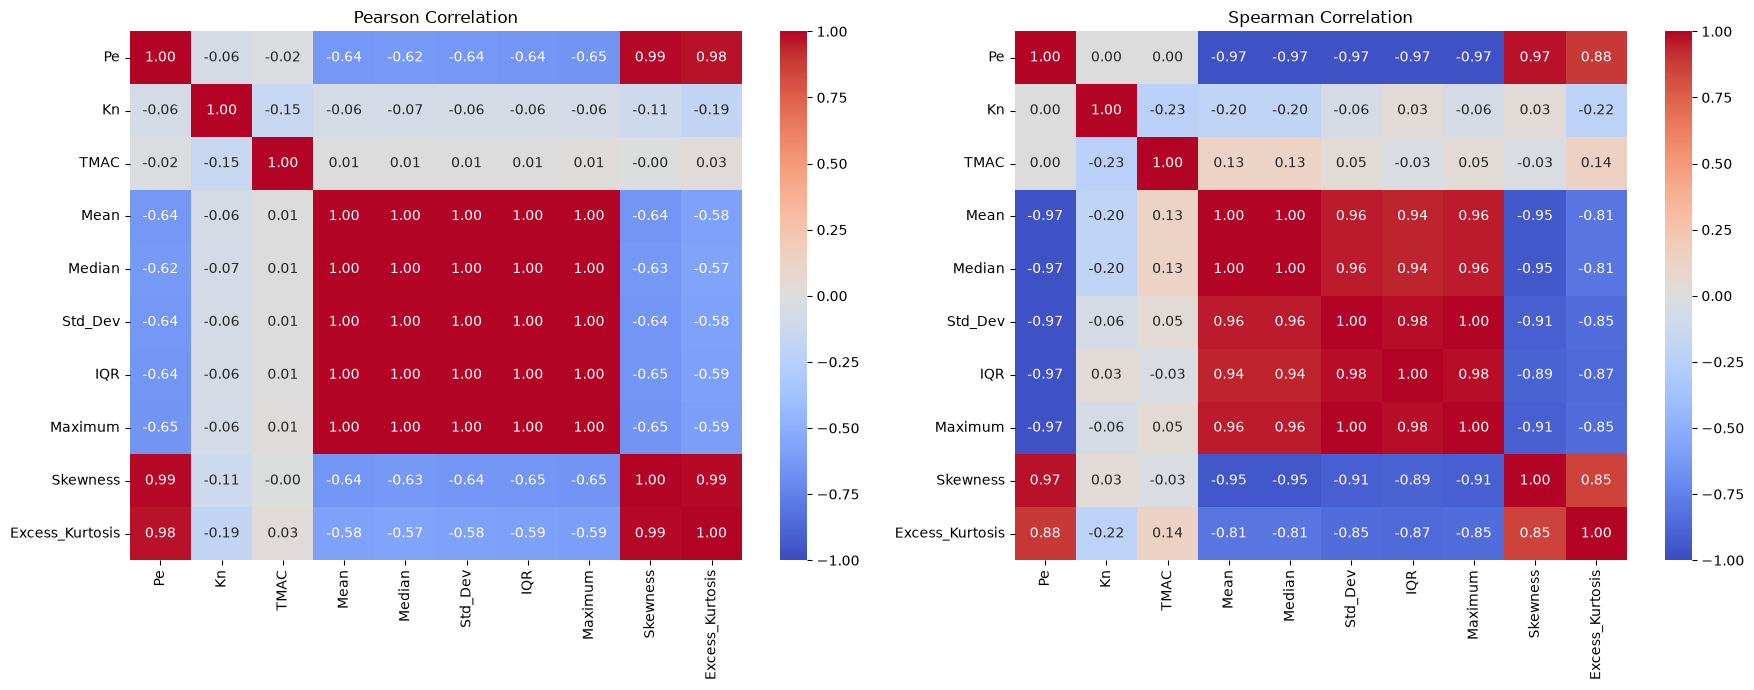 Pearson Correlation
Pe 1.00 -0.06 -0.02 -0.64 -0.62 -0.64 -0.64 -0.65 0.99 0.98
Kn -0.06 1.00 -0.15 -0.06 -0.07 -0.06 -0.06 -0.06 -0.11 -0.19
TMAC -0.02 -0.15 1.00 0.01 0.01 0.01 0.01 0.01 -0.00 0.03
Mean -0.64 -0.06 0.01 1.00 1.00 1.00 1.00 1.00 -0.64 -0.58
Median -0.62 -0.07 0.01 1.00 1.00 1.00 1.00 1.00 -0.63 -0.57
Std_Dev -0.64 -0.06 0.01 1.00 1.00 1.00 1.00 1.00 -0.64 -0.58
IQR -0.64 -0.06 0.01 1.00 1.00 1.00 1.00 1.00 -0.65 -0.59
Maximum -0.65 -0.06 0.01 1.00 1.00 1.00 1.00 1.00 -0.65 -0.59
Skewness 0.99 -0.11 -0.00 -0.64 -0.63 -0.64 -0.65 -0.65 1.00 0.99
Excess_Kurtosis 0.98 -0.19 0.03 -0.58 -0.57 -0.58 -0.59 -0.59 0.99 1.00
Pe Kn TMAC Mean Median Std_Dev IQR Maximum Skewness Excess_Kurtosis
1.00
0.75
0.50
0.25
0.00
−0.25
−0.50
−0.75
−1.00
Spearman Correlation
Pe 1.00 0.00 0.00 -0.97 -0.97 -0.97 -0.97 -0.97 0.97 0.88
Kn 0.00 1.00 -0.23 -0.20 -0.20 -0.06 0.03 -0.06 0.03 -0.22
TMAC 0.00 -0.23 1.00 0.13 0.13 0.05 -0.03 0.05 -0.03 0.14
Mean -0.97 -0.20 0.13 1.00 1.00 0.96 0.94 0.96 -0.95 -0.81
Median -0.97 -0.20 0.13 1.00 1.00 0.96 0.94 0.96 -0.95 -0.81
Std_Dev -0.97 -0.06 0.05 0.96 0.96 1.00 0.98 1.00 -0.91 -0.85
IQR -0.97 0.03 -0.03 0.94 0.94 0.98 1.00 0.98 -0.89 -0.87
Maximum -0.97 -0.06 0.05 0.96 0.96 1.00 0.98 1.00 -0.91 -0.85
Skewness 0.97 0.03 -0.03 -0.95 -0.95 -0.91 -0.89 -0.91 1.00 0.85
Excess_Kurtosis 0.88 -0.22 0.14 -0.81 -0.81 -0.85 -0.87 -0.85 0.85 1.00
Pe Kn TMAC Mean Median Std_Dev IQR Maximum Skewness Excess_Kurtosis
1.00
0.75
0.50
0.25
0.00
−0.25
−0.50
−0.75
−1.00